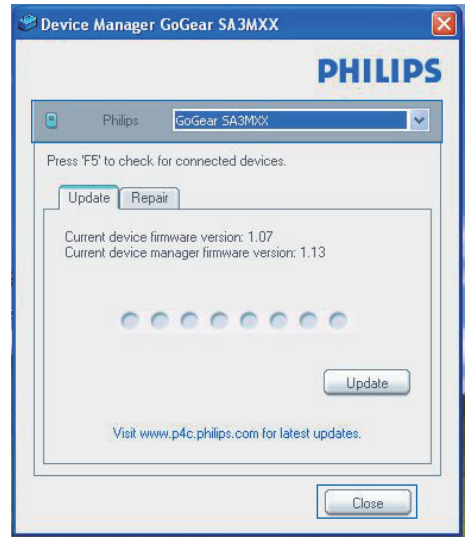 Device Manager GoGear SA3MXX
PHILIPS
Philips GoGear SA3MXX
Press 'F5' to check for connected devices.
Update Repair
Current device firmware version: 1.07
Current device manager firmware version: 1.13
Update
Visit www.p4c.philips.com for latest updates.
Close